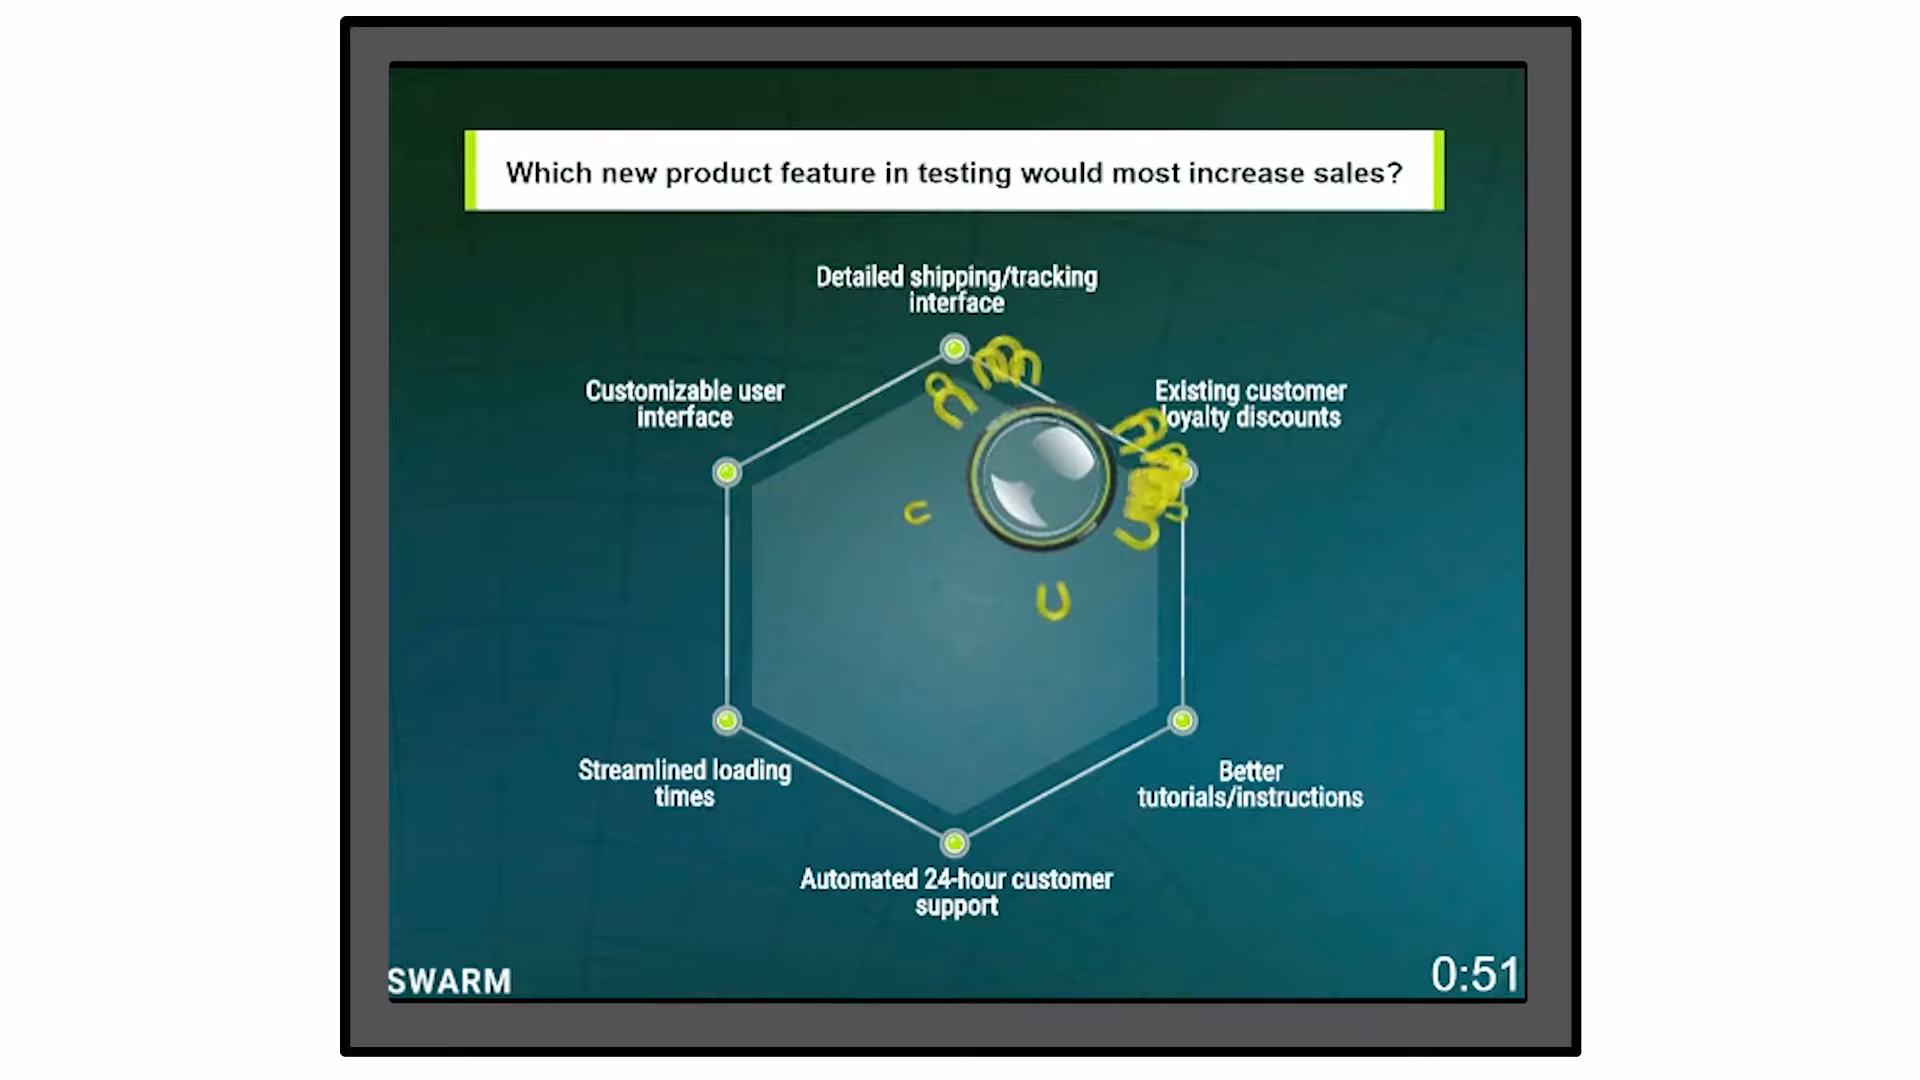 Which new product feature in testing would most increase sales?
Detailed shipping/tracking
interface
Customizable user
interface
Existing customer
loyalty discounts
Streamlined loading
times
Better
tutorials/instructions
Automated 24-hour customer
support
SWARM
0:51